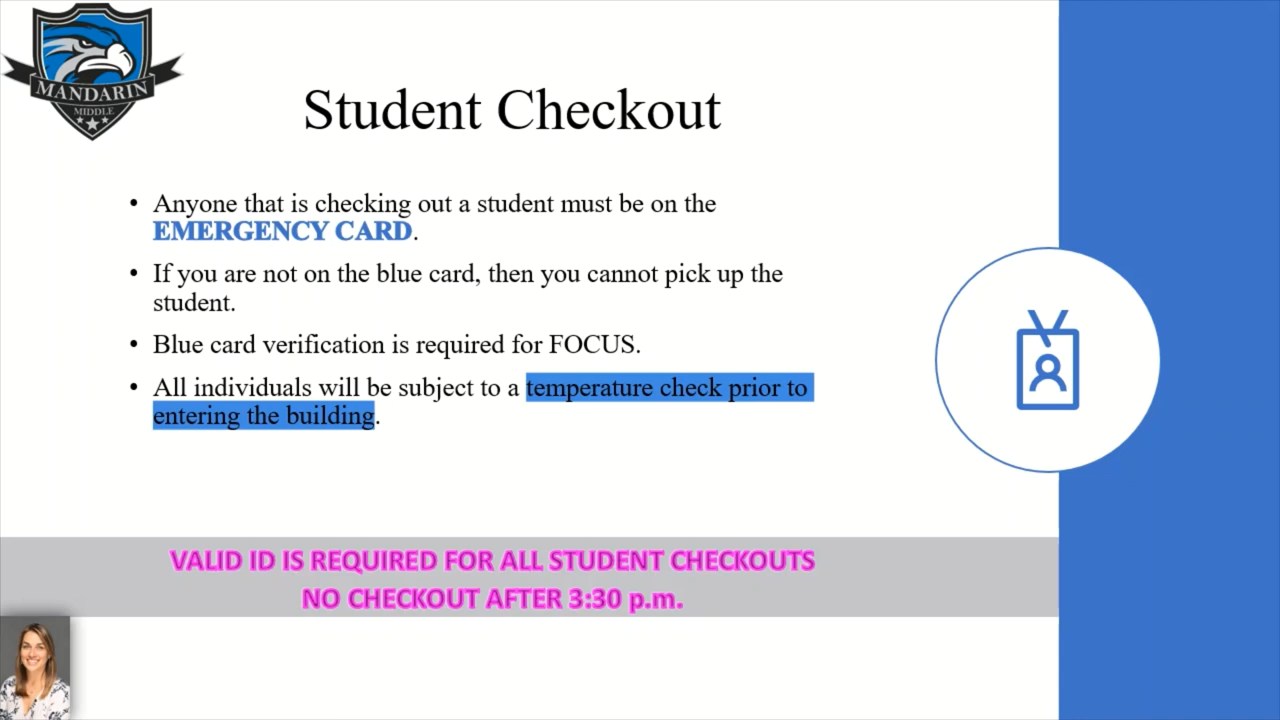 MANDARIN
MIDDLE
Student Checkout
• Anyone that is checking out a student must be on the
EMERGENCY CARD.
• If you are not on the blue card, then you cannot pick up the
student.
• Blue card verification is required for FOCUS.
• All individuals will be subject to a temperature check prior to
entering the building.
VALID ID IS REQUIRED FOR ALL STUDENT CHECKOUTS
NO CHECKOUT AFTER 3:30 p.m.